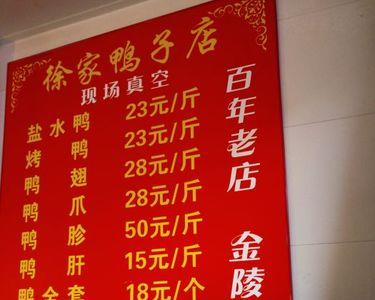 徐家鸭子店
现场真空
盐水鸭 23元/斤
烤鸭 23元/斤
鸭翅 28元/斤
鸭爪 28元/斤
鸭胗 50元/斤
鸭肝 15元/斤
鸭全套 18元/个
百年老店 金陵